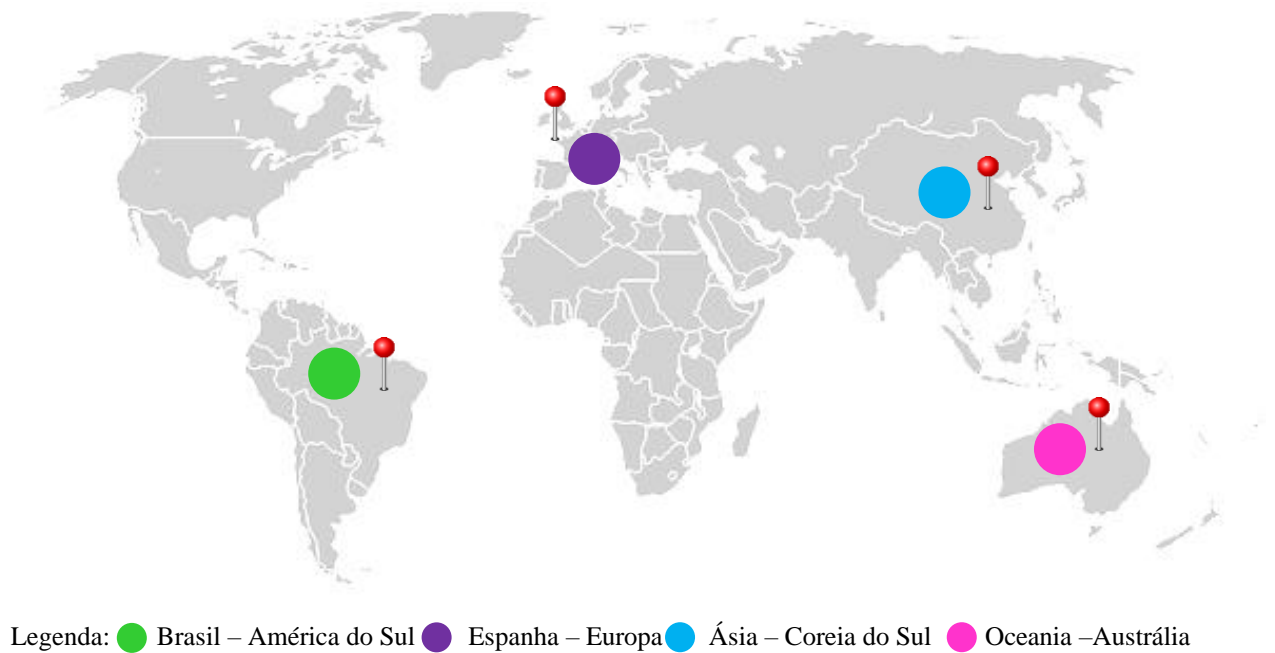 Legenda: Brasil – América do Sul Espanha – Europa Ásia – Coreia do Sul Oceania –Austrália